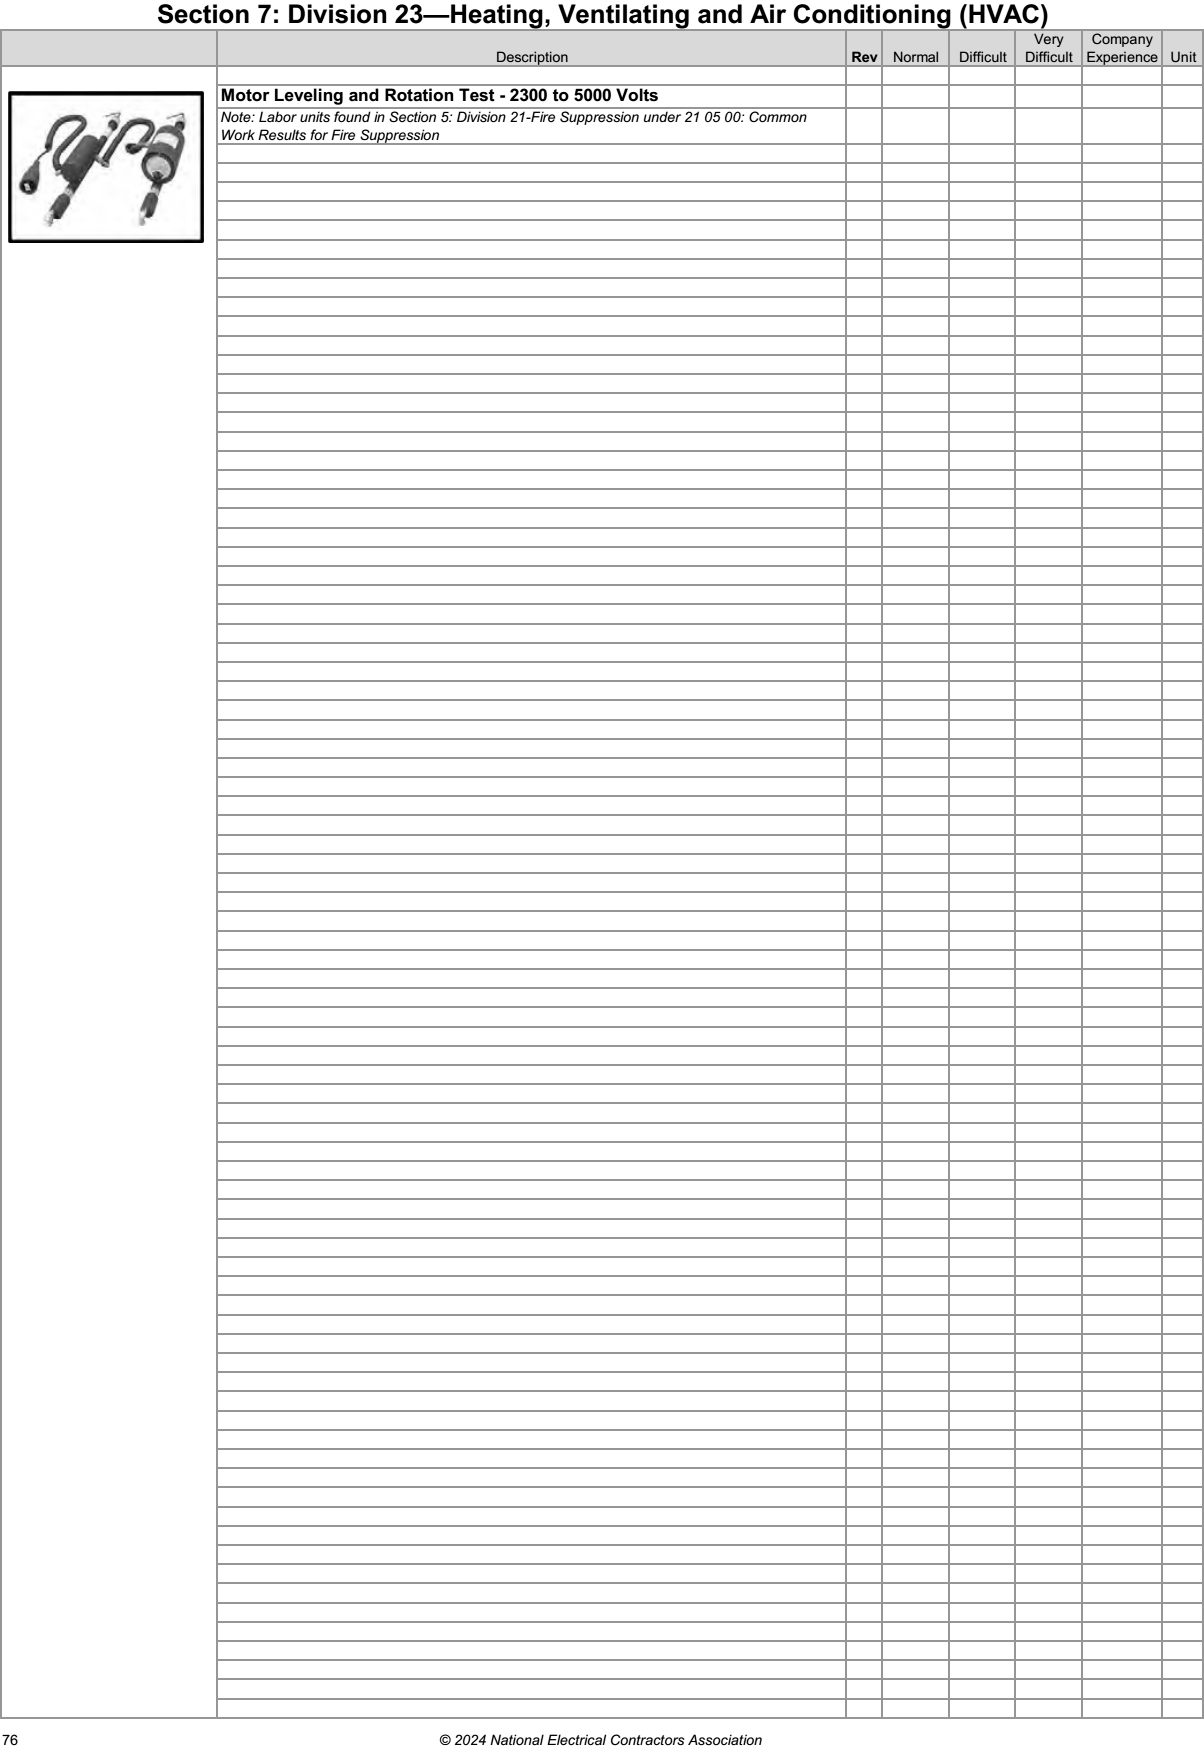 Section 7: Division 23—Heating, Ventilating and Air Conditioning (HVAC)
Description Rev Normal Difficult Very Difficult Company Experience Unit
Motor Leveling and Rotation Test - 2300 to 5000 Volts
Note: Labor units found in Section 5: Division 21-Fire Suppression under 21 05 00: Common
Work Results for Fire Suppression
76 © 2024 National Electrical Contractors Association